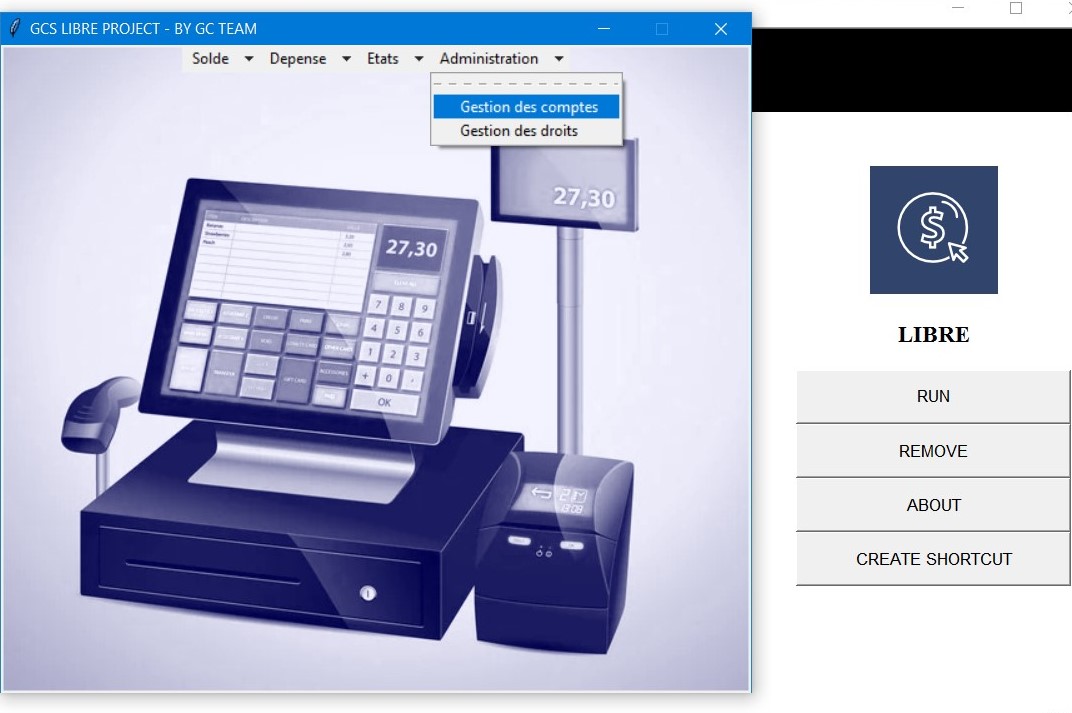 GCS LIBRE PROJECT - BY GC TEAM
Solde Depense Etats Administration
Gestion des comptes
Gestion des droits
27,30
27,30
7 8 9
4 5 6
1 2 3
+ 0 .
OK
$
LIBRE
RUN
REMOVE
ABOUT
CREATE SHORTCUT